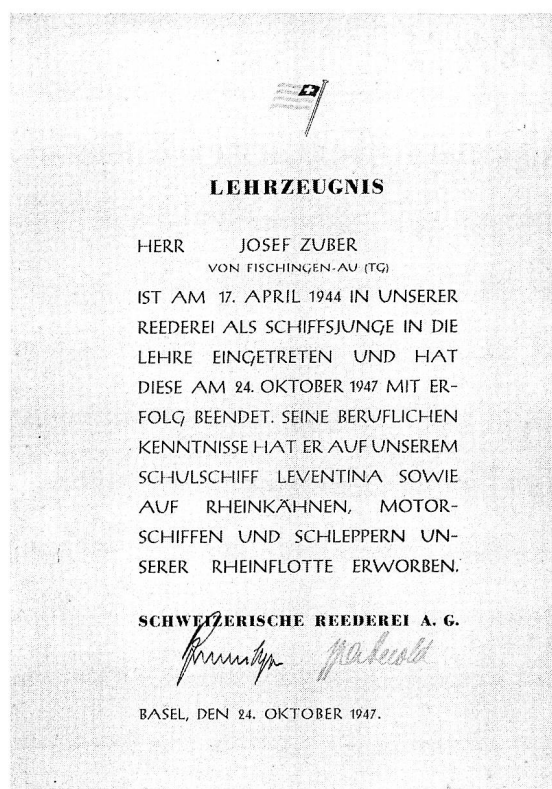 LEHRZEUGNIS
HERR JOSEF ZUBER
VON FISCHINGEN-AU (TG)
IST AM 17. APRIL 1944 IN UNSERER
REEDEREI ALS SCHIFFSJUNGE IN DIE
LEHRE EINGETRETEN UND HAT
DIESE AM 24. OKTOBER 1947 MIT ER-
FOLG BEENDET. SEINE BERUFLICHEN
KENNTNISSE HAT ER AUF UNSEREM
SCHULSCHIFF LEVENTINA SOWIE
AUF RHEINKÄHNEN, MOTOR-
SCHIFFEN UND SCHLEPPERN UN-
SERER RHEINFLOTTE ERWORBEN.
SCHWEIZERISCHE REEDEREI A. G.
BASEL, DEN 24. OKTOBER 1947.